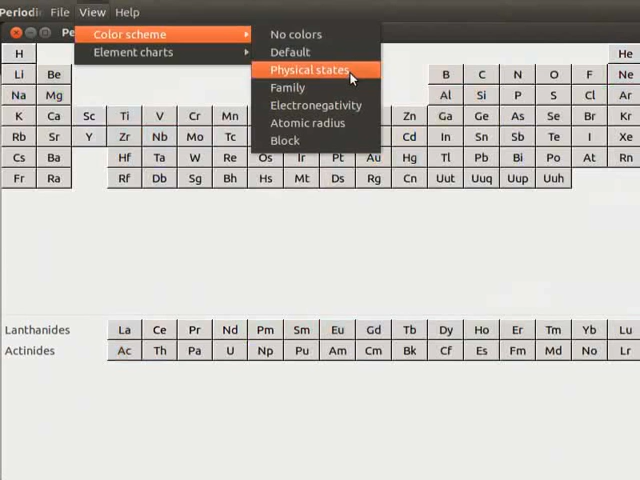 Periodic File View Help
Pe
Color scheme
Element charts
No colors
Default
Physical states
Family
Electronegativity
Atomic radius
Block
H He
Li Be B C N O F Ne
Na Mg Al Si P S Cl Ar
K Ca Sc Ti V Cr Mn Zn Ga Ge As Se Br Kr
Rb Sr Y Zr Nb Mo Tc Cd In Sn Sb Te I Xe
Cs Ba Hf Ta W Re Os Ir Pt Au Hg Tl Pb Bi Po At Rn
Fr Ra Rf Db Sg Bh Hs Mt Ds Rg Cn Uut Uuq Uup Uuh
Lanthanides La Ce Pr Nd Pm Sm Eu Gd Tb Dy Ho Er Tm Yb Lu
Actinides Ac Th Pa U Np Pu Am Cm Bk Cf Es Fm Md No Lr